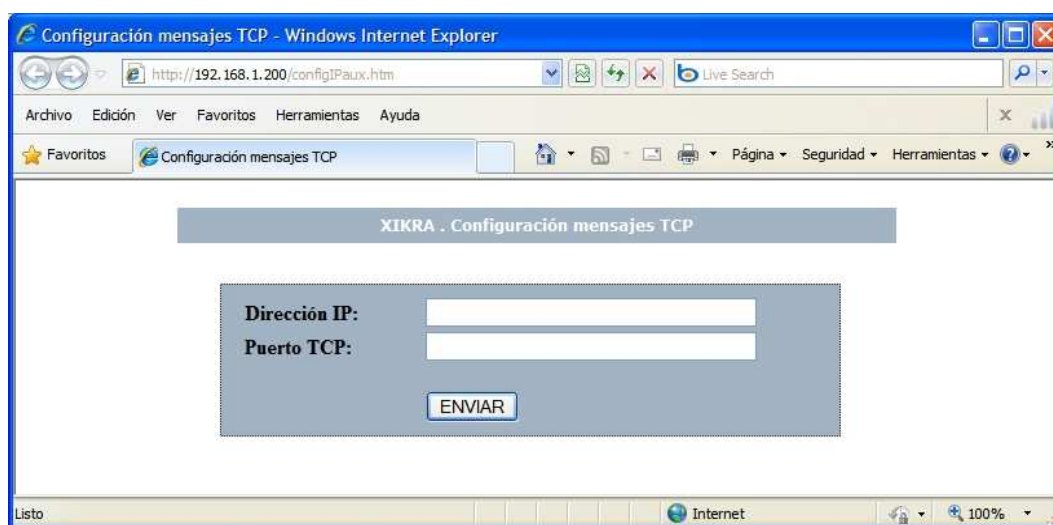 Configuración mensajes TCP - Windows Internet Explorer
http://192.168.1.200/configIPaux.htm Live Search
Archivo Edición Ver Favoritos Herramientas Ayuda x
Favoritos Configuración mensajes TCP Página Seguridad Herramientas »
XIKRA . Configuración mensajes TCP
Dirección IP:
Puerto TCP:
ENVIAR
Listo Internet 100%